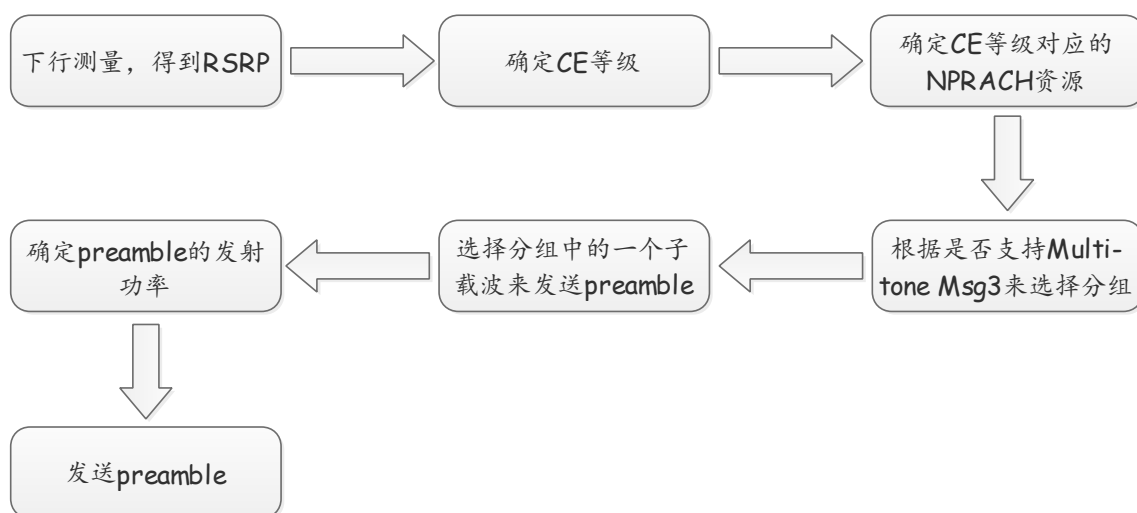 下行测量，得到RSRP
确定CE等级
确定CE等级对应的
NPRACH资源
根据是否支持Multi-
tone Msg3来选择分组
选择分组中的一个子
载波来发送preamble
确定preamble的发射
功率
发送preamble